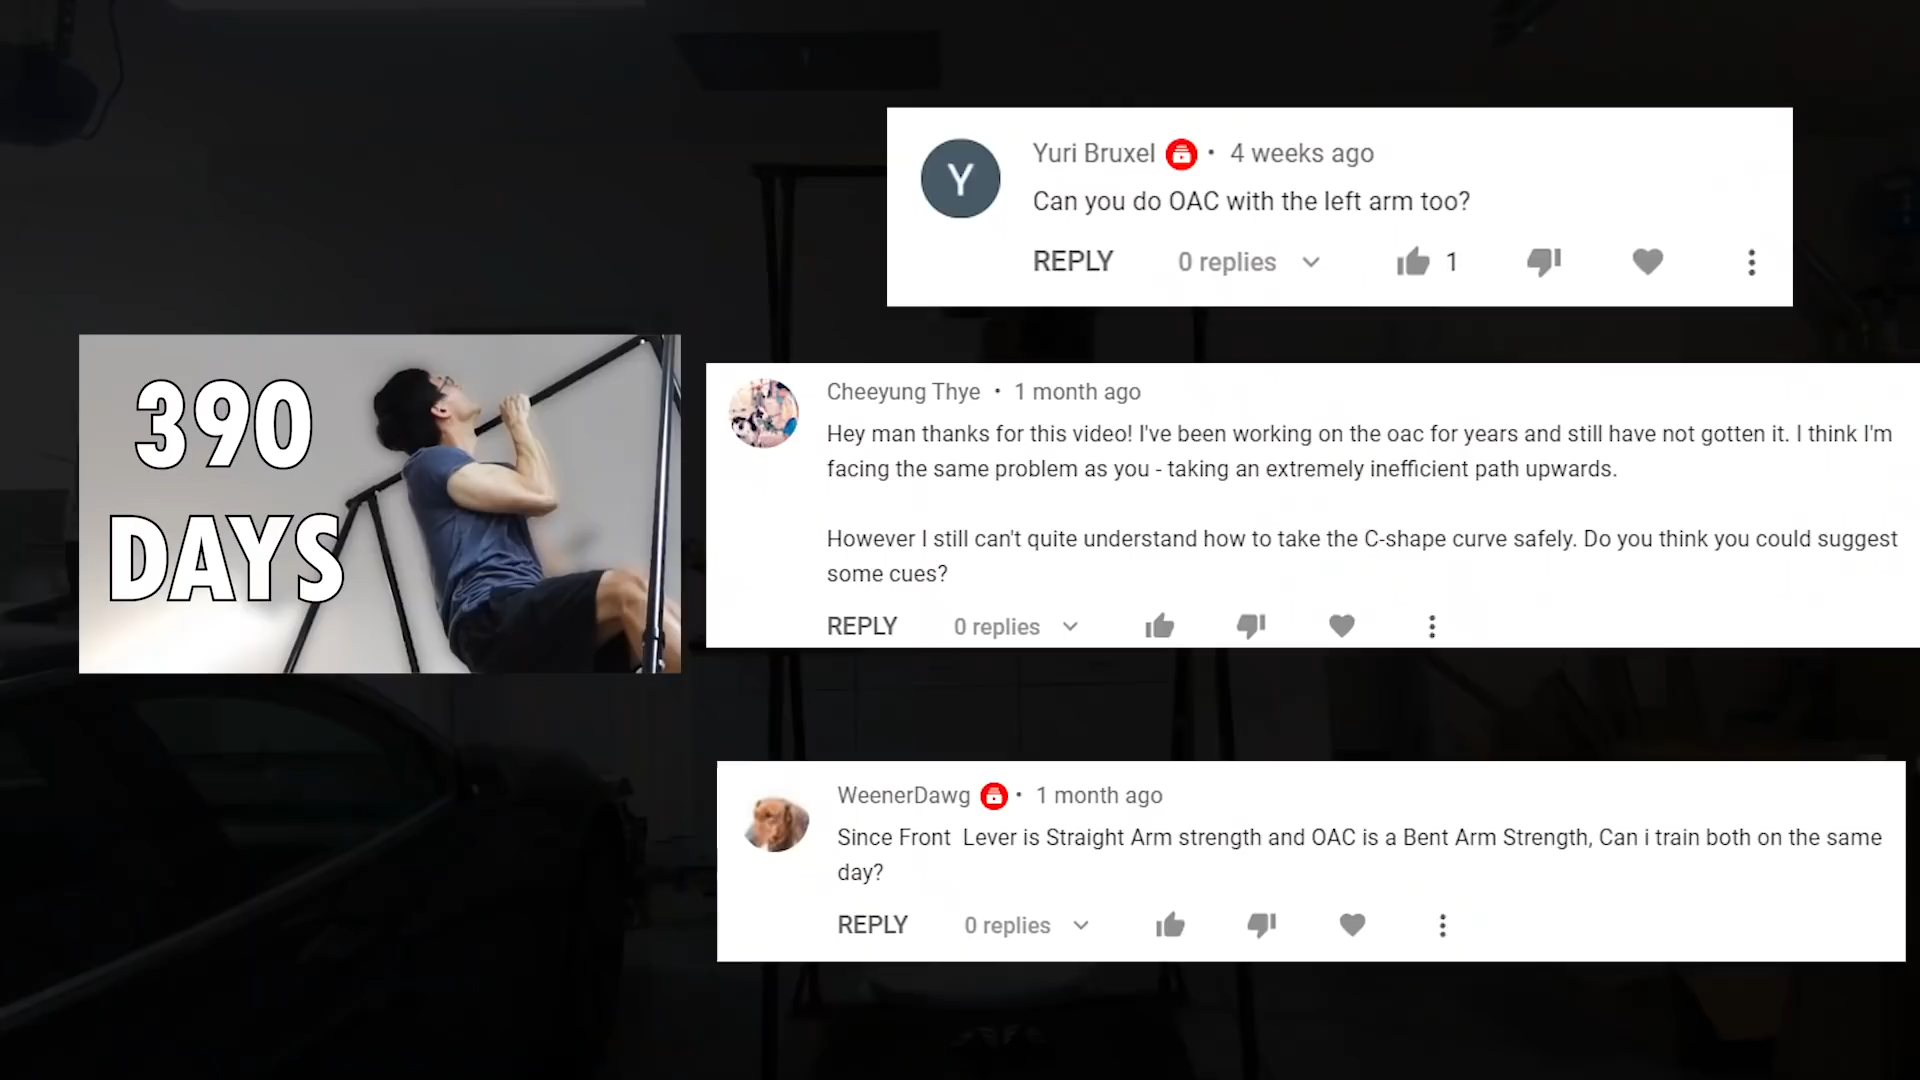 390
DAYS
Y
Yuri Bruxel • 4 weeks ago
Can you do OAC with the left arm too?
REPLY 0 replies 1
Cheeyung Thye • 1 month ago
Hey man thanks for this video! I've been working on the oac for years and still have not gotten it. I think I'm
facing the same problem as you - taking an extremely inefficient path upwards.
However I still can't quite understand how to take the C-shape curve safely. Do you think you could suggest
some cues?
REPLY 0 replies
WeenerDawg • 1 month ago
Since Front Lever is Straight Arm strength and OAC is a Bent Arm Strength, Can i train both on the same
day?
REPLY 0 replies